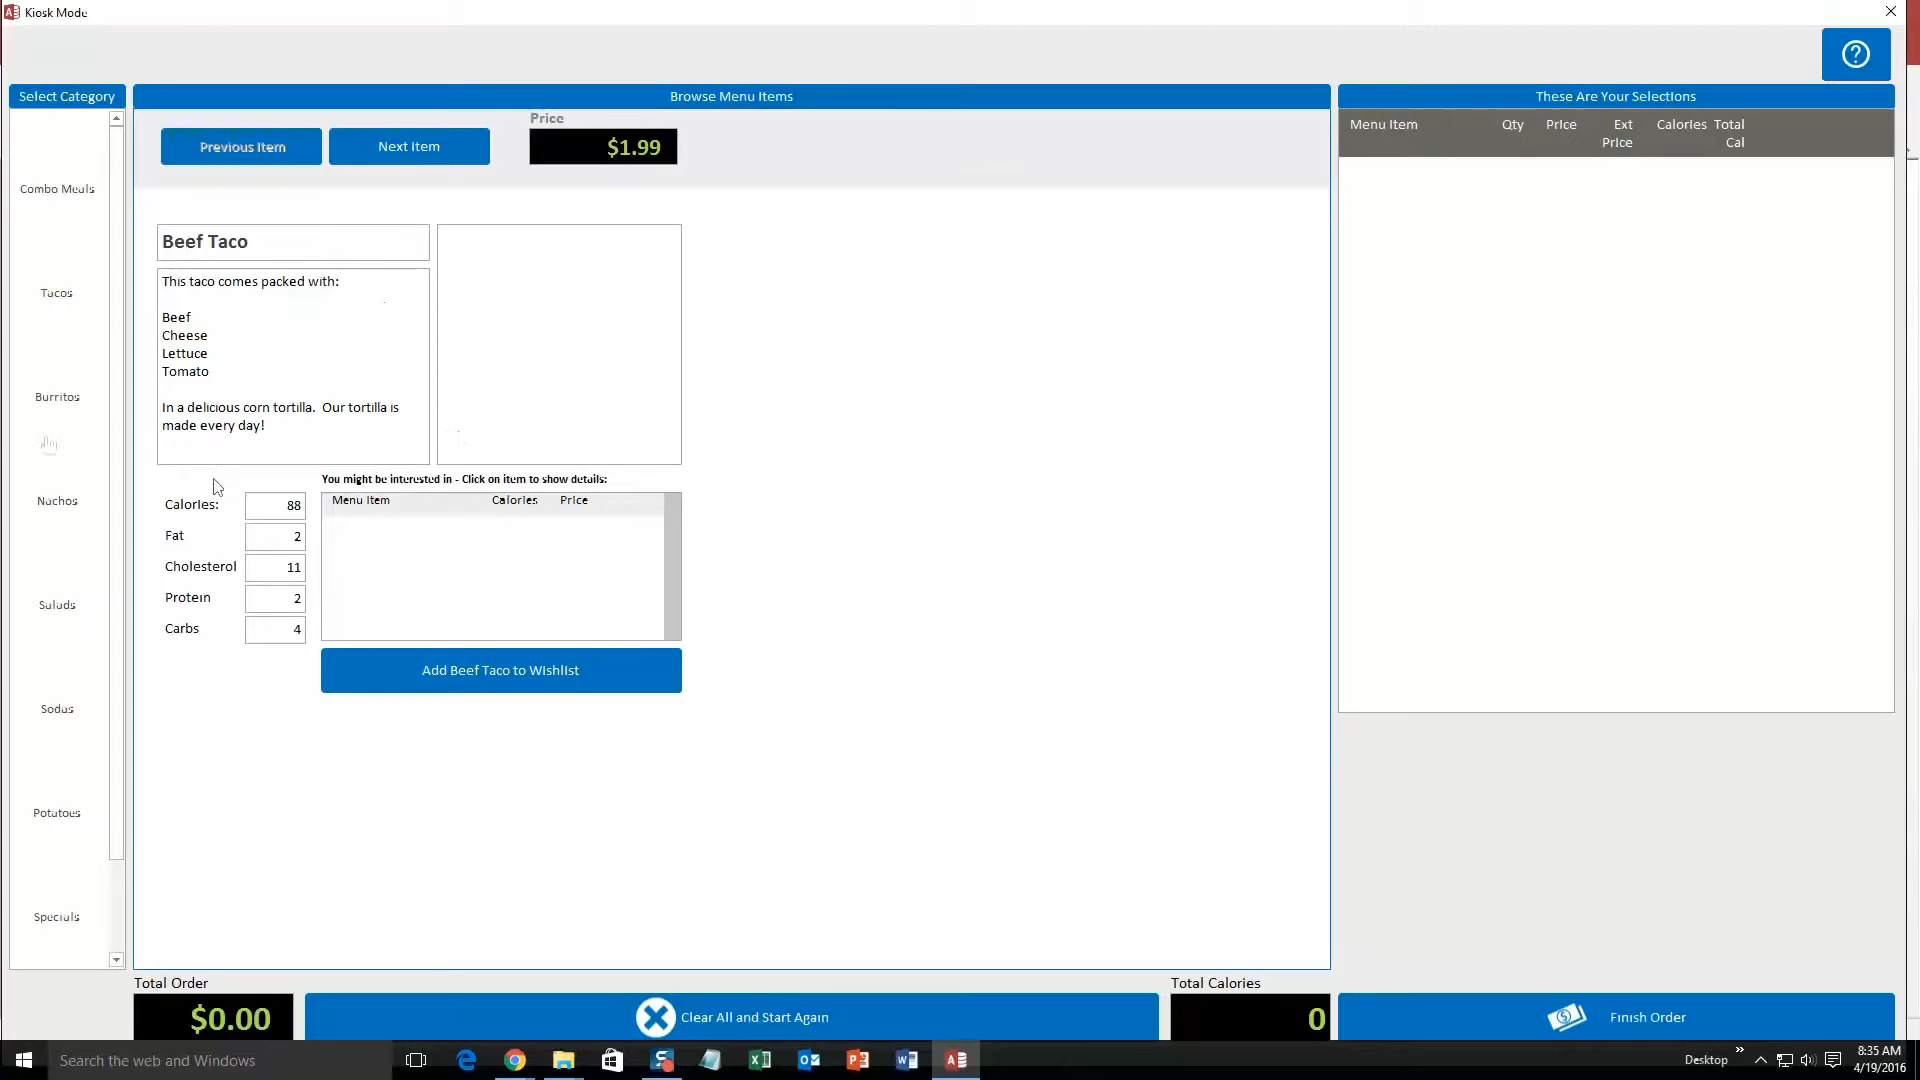 Kiosk Mode
Select Category
Browse Menu Items
These Are Your Selections
Price
Previous Item
Next Item
$1.99
Menu Item Qty Price Ext Price Calories Total Cal
Combo Meals
Tacos
Burritos
Nachos
Salads
Sodas
Potatoes
Specials
Beef Taco
This taco comes packed with:
Beef
Cheese
Lettuce
Tomato
In a delicious corn tortilla. Our tortilla is
made every day!
You might be interested in - Click on item to show details:
Menu Item Calories Price
Calories: 88
Fat 2
Cholesterol 11
Protein 2
Carbs 4
Add Beef Taco to Wishlist
Total Order
$0.00
Clear All and Start Again
Total Calories
0
Finish Order
Search the web and Windows
Desktop
8:35 AM
4/19/2016